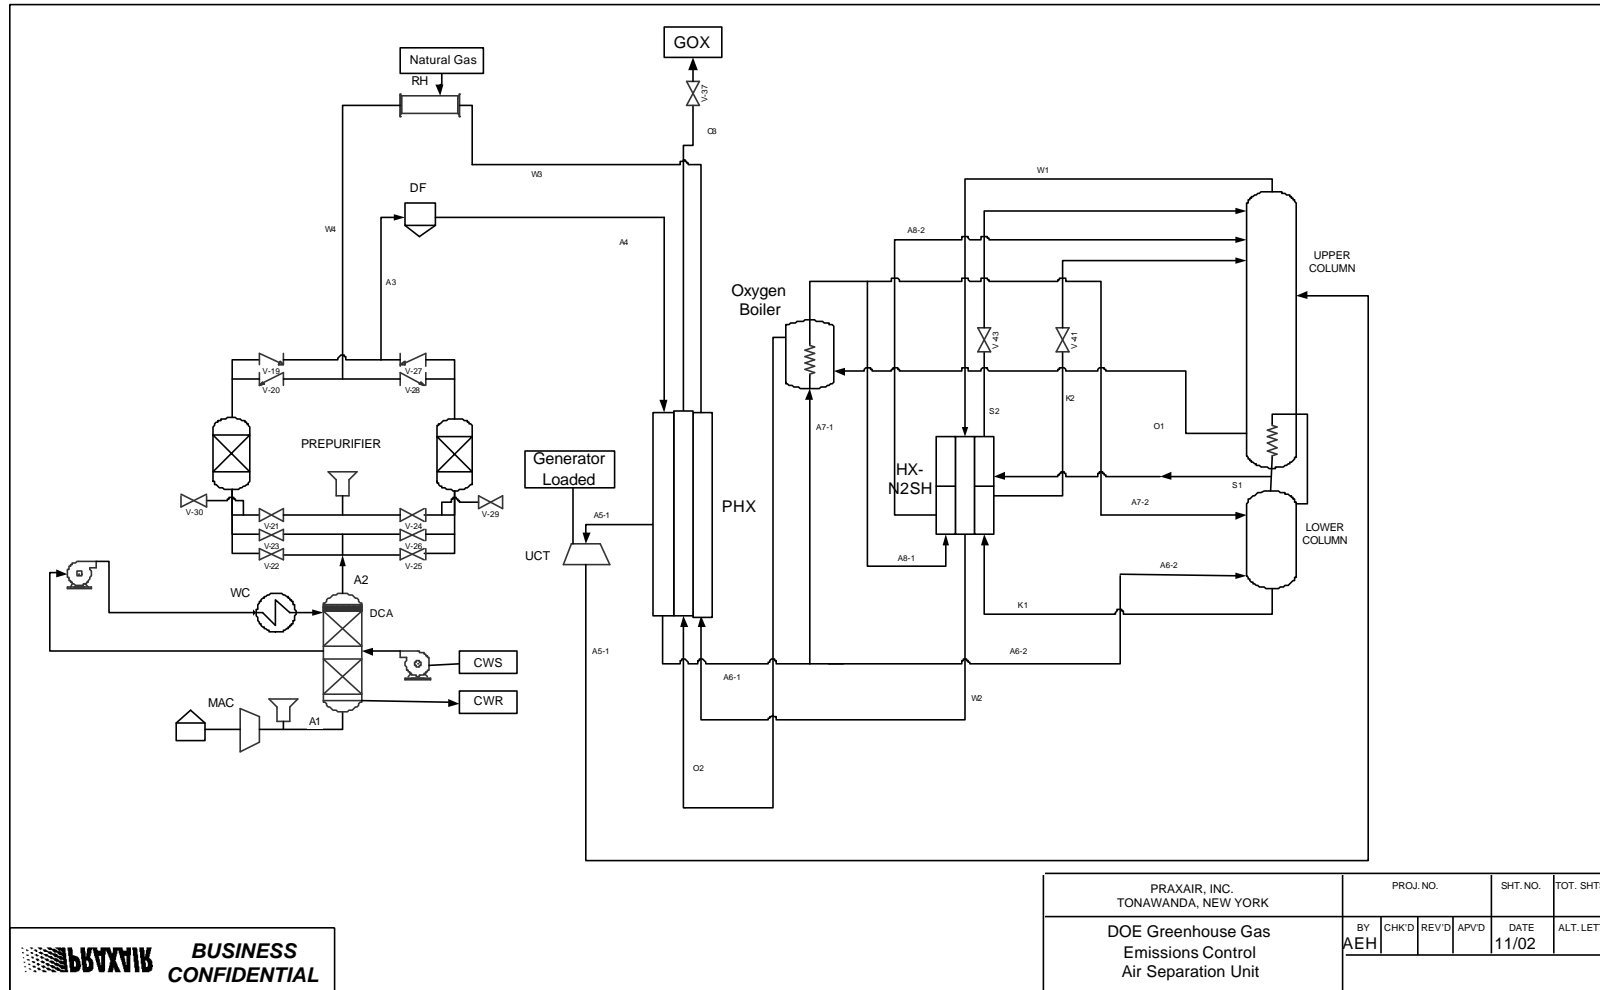 GOX
Natural Gas
RH
V-37
O3
W3
W1
DF
A8-2
W4
A4
UPPER
COLUMN
A3
Oxygen
Boiler
V-43
V-41
V-19
V-27
V-20
V-28
S2
K2
A7-1
O1
PREPURIFIER
Generator
Loaded
HX-
N2SH
S1
PHX
V-30
V-29
A7-2
A5-1
V-21
V-24
LOWER
COLUMN
V-23
V-26
UCT
A8-1
V-22
V-25
A6-2
A2
WC
DCA
K1
A5-1
A6-2
CWS
A6-1
CWR
W2
MAC
A1
O2
PRAXAIR, INC.
TONAWANDA, NEW YORK
PROJ. NO.
SHT. NO.
TOT. SHTS
DOE Greenhouse Gas
Emissions Control
Air Separation Unit
BY
CHK'D
REV'D
APV'D
DATE
ALT. LET
AEH
11/02
PRAXAIR
BUSINESS
CONFIDENTIAL